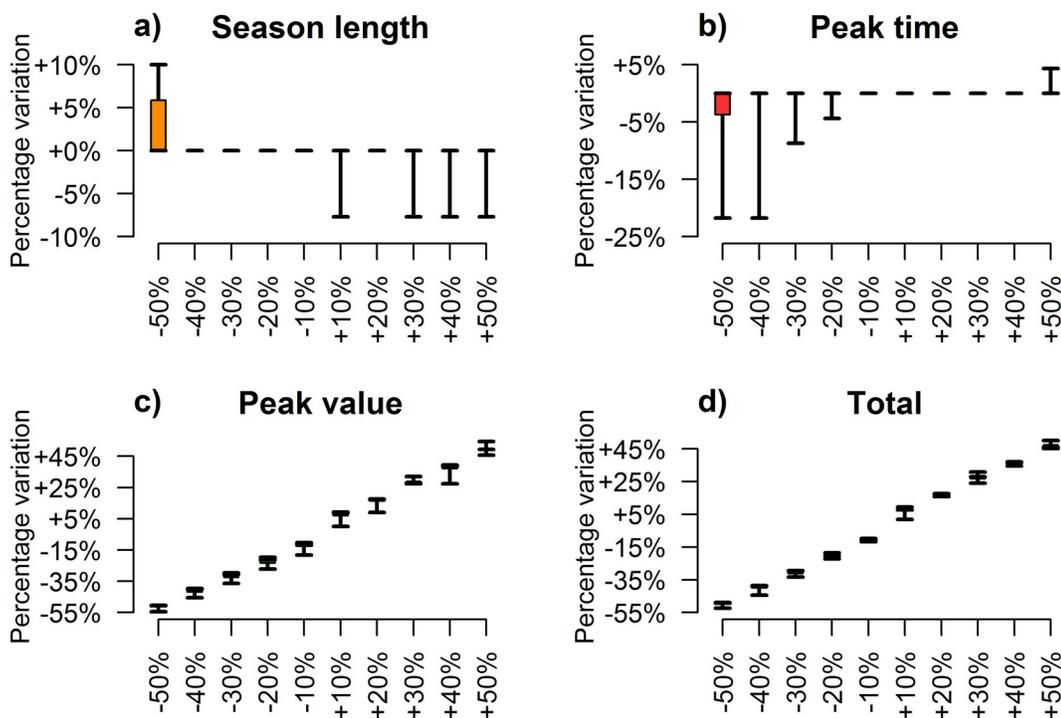 a) Season length
Percentage variation
+10%
+5%
+0%
-5%
-10%
-50% -40% -30% -20% -10% +10% +20% +30% +40% +50%
b) Peak time
Percentage variation
+5%
-5%
-15%
-25%
-50% -40% -30% -20% -10% +10% +20% +30% +40% +50%
c) Peak value
Percentage variation
+45%
+25%
+5%
-15%
-35%
-55%
-50% -40% -30% -20% -10% +10% +20% +30% +40% +50%
d) Total
Percentage variation
+45%
+25%
+5%
-15%
-35%
-55%
-50% -40% -30% -20% -10% +10% +20% +30% +40% +50%